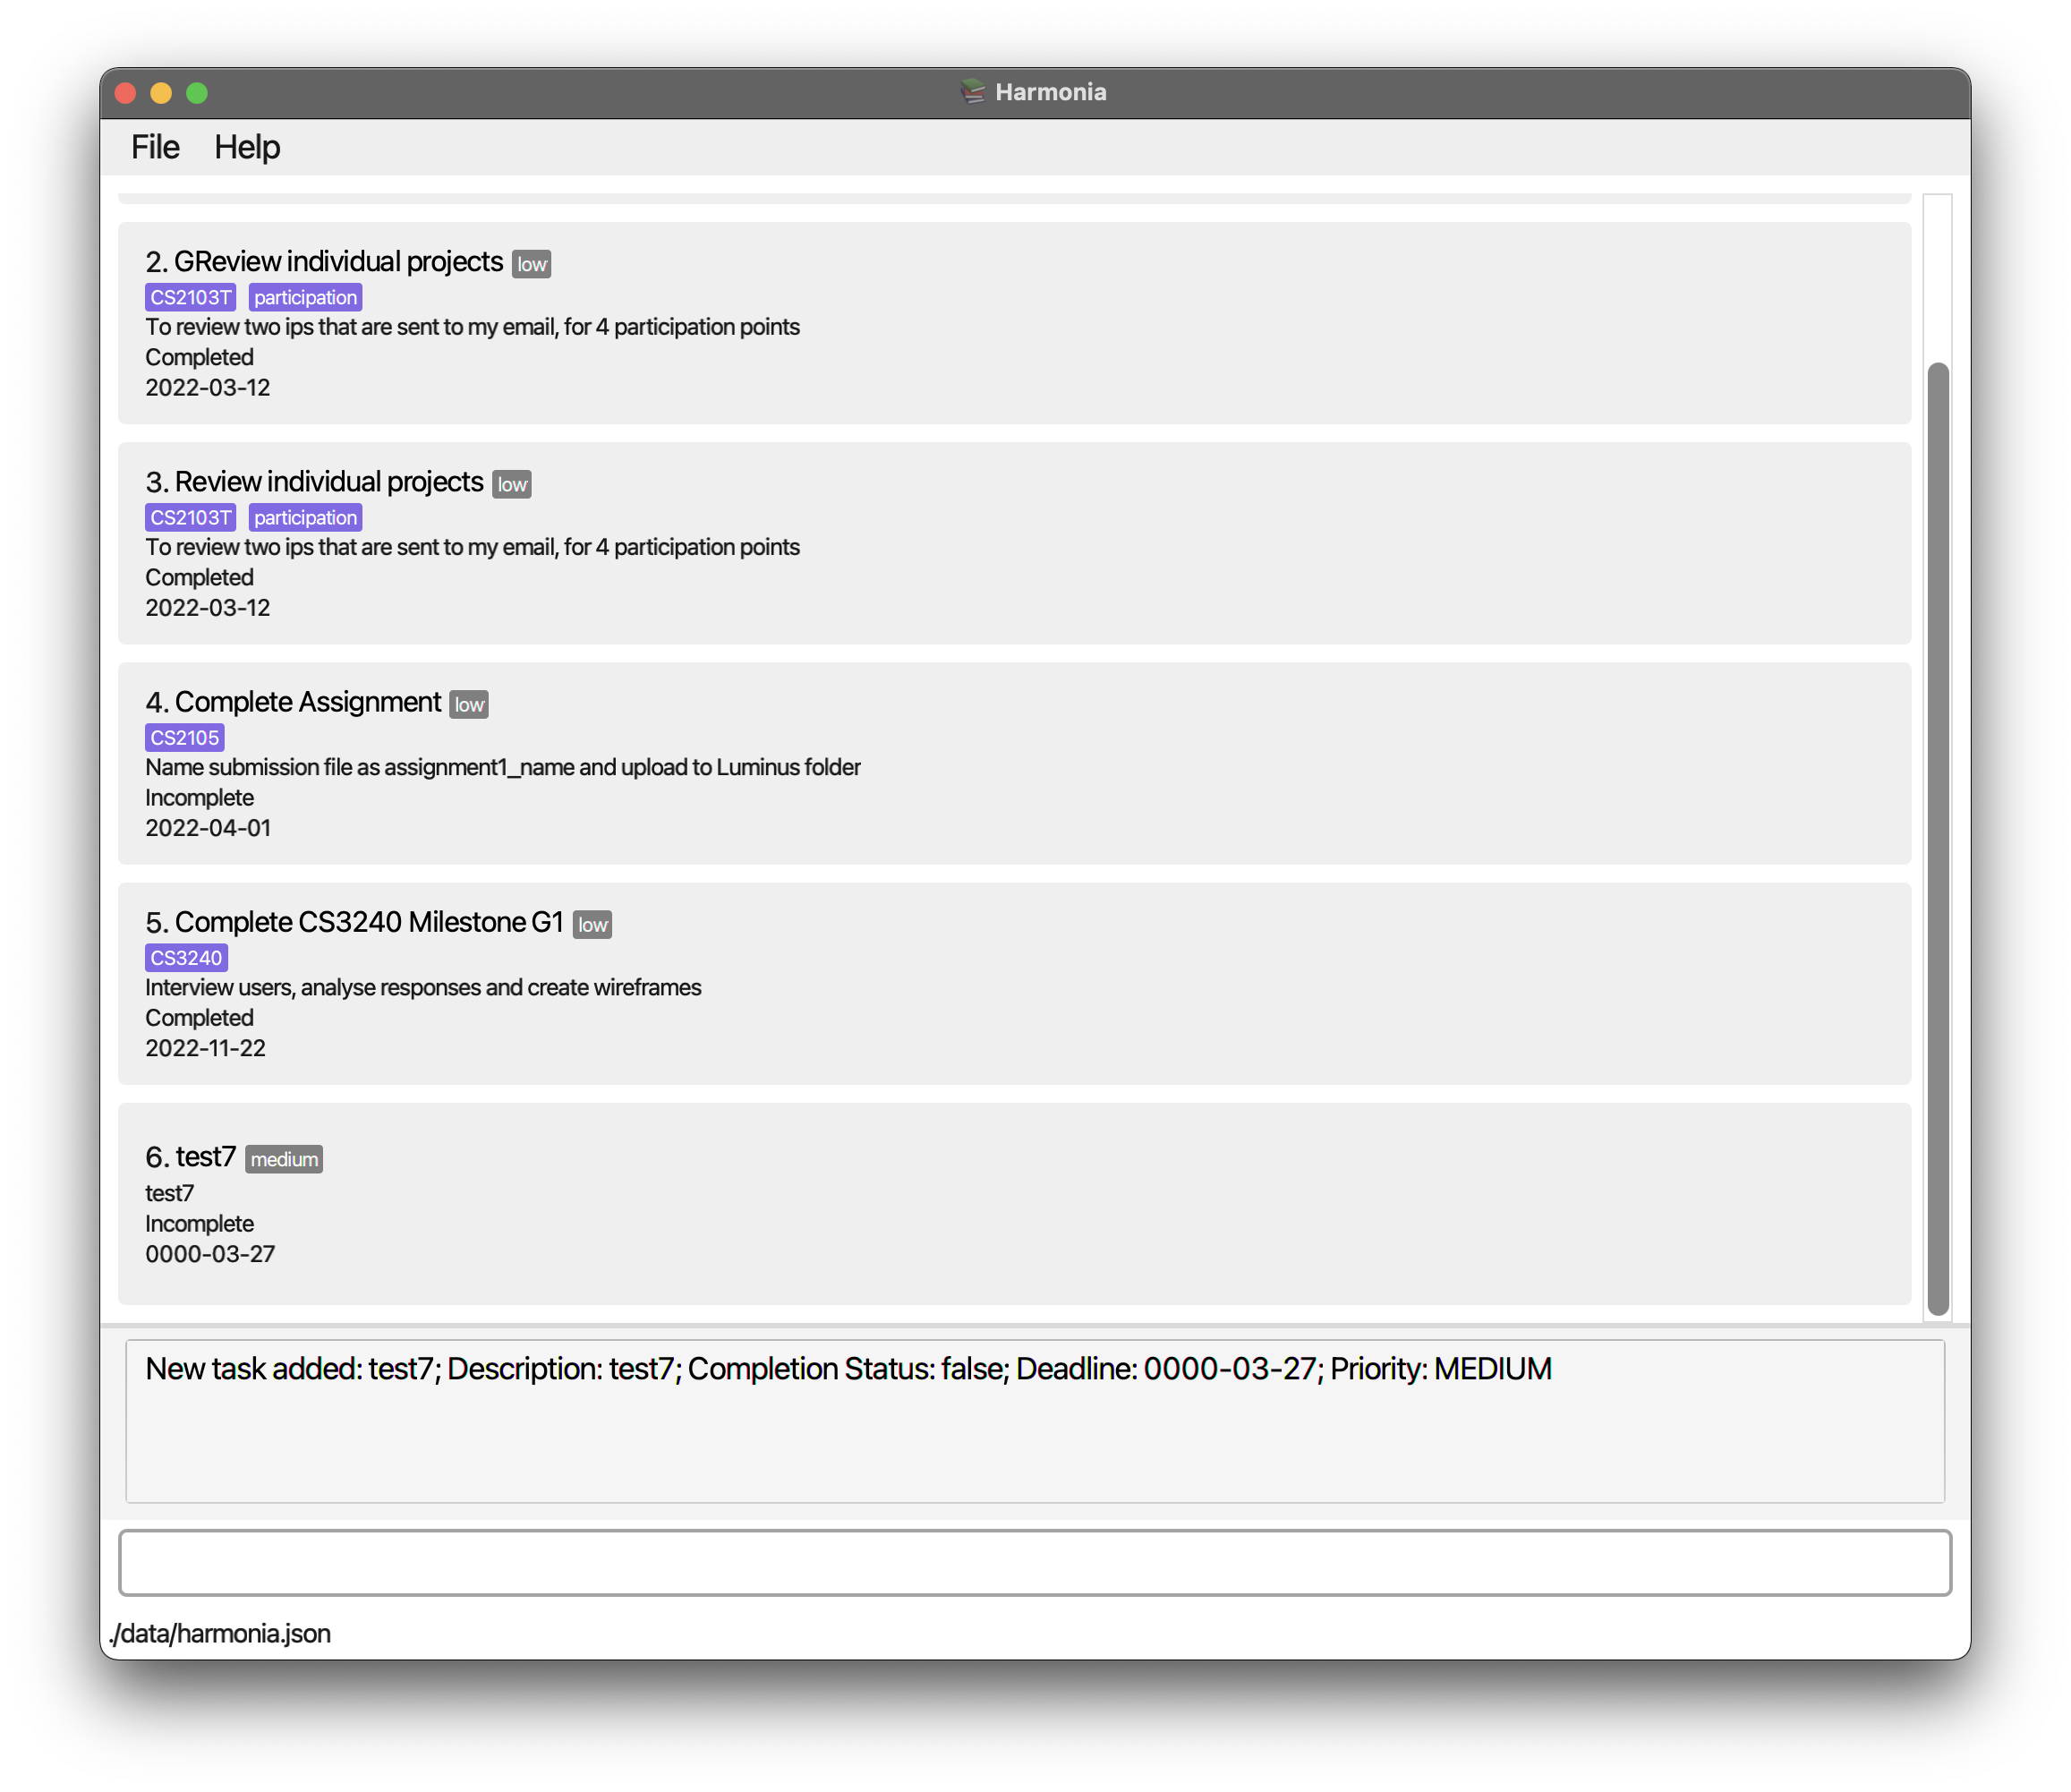 Harmonia
File Help
2. GReview individual projects low
CS2103T participation
To review two ips that are sent to my email, for 4 participation points
Completed
2022-03-12
3. Review individual projects low
CS2103T participation
To review two ips that are sent to my email, for 4 participation points
Completed
2022-03-12
4. Complete Assignment low
CS2105
Name submission file as assignment1_name and upload to Luminus folder
Incomplete
2022-04-01
5. Complete CS3240 Milestone G1 low
CS3240
Interview users, analyse responses and create wireframes
Completed
2022-11-22
6. test7 medium
test7
Incomplete
0000-03-27
New task added: test7; Description: test7; Completion Status: false; Deadline: 0000-03-27; Priority: MEDIUM
./data/harmonia.json